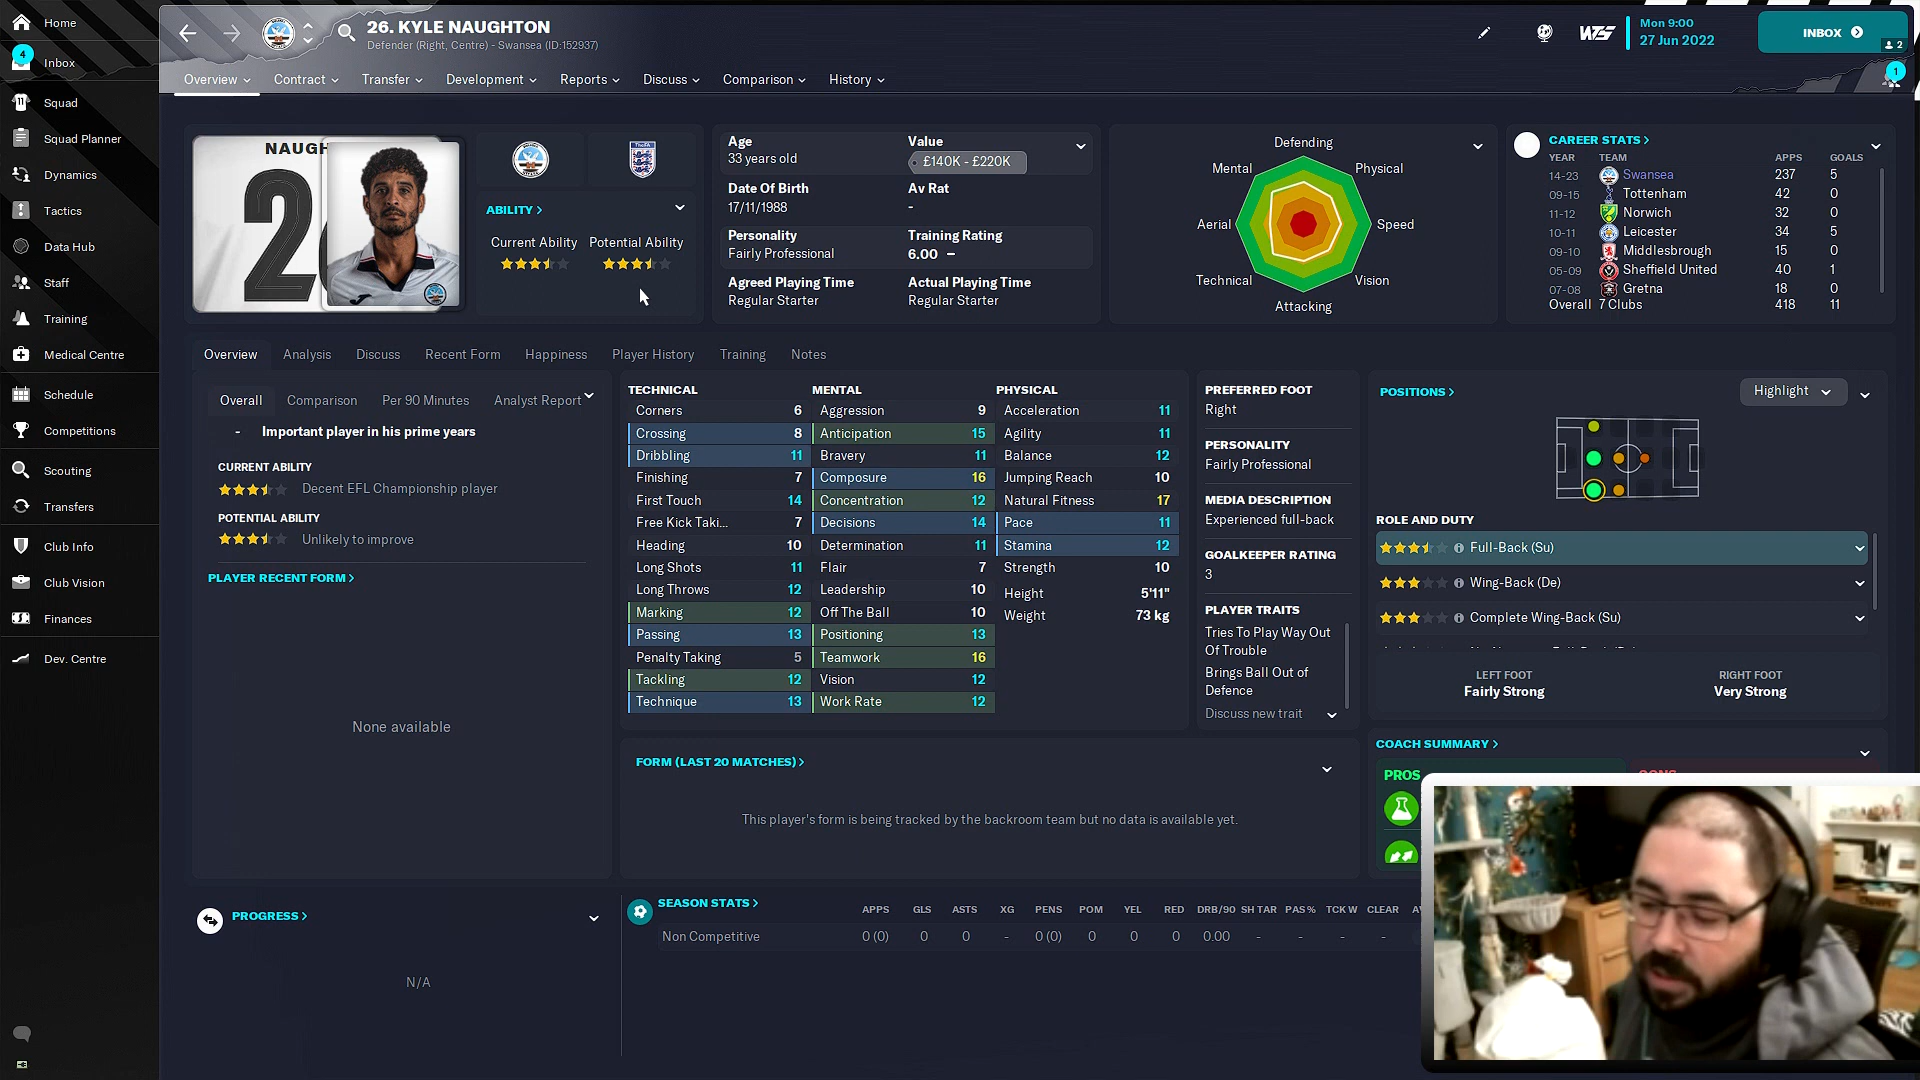 Home
4
Inbox
Squad
Squad Planner
Dynamics
Tactics
Data Hub
Staff
Training
Medical Centre
Schedule
Competitions
Scouting
Transfers
Club Info
Club Vision
Finances
Dev. Centre
26. KYLE NAUGHTON
Defender (Right, Centre) - Swansea (ID:152937)
Mon 9:00
27 Jun 2022
INBOX
2
1
Overview
Contract
Transfer
Development
Reports
Discuss
Comparison
History
NAUGH
2
ABILITY
Current Ability
Potential Ability
Age
33 years old
Value
£140K - £220K
Date Of Birth
17/11/1988
Av Rat
-
Personality
Fairly Professional
Training Rating
6.00 -
Agreed Playing Time
Regular Starter
Actual Playing Time
Regular Starter
Defending
Mental
Physical
Aerial
Speed
Technical
Vision
Attacking
CAREER STATS
YEAR TEAM APPS GOALS
14-23 Swansea 237 5
09-15 Tottenham 42 0
11-12 Norwich 32 0
10-11 Leicester 34 5
09-10 Middlesbrough 15 0
05-09 Sheffield United 40 1
07-08 Gretna 18 0
Overall 7 Clubs 418 11
Overview Analysis Discuss Recent Form Happiness Player History Training Notes
Overall Comparison Per 90 Minutes Analyst Report
- Important player in his prime years
CURRENT ABILITY
Decent EFL Championship player
POTENTIAL ABILITY
Unlikely to improve
PLAYER RECENT FORM
None available
TECHNICAL
Corners 6
Crossing 8
Dribbling 11
Finishing 7
First Touch 14
Free Kick Taki... 7
Heading 10
Long Shots 11
Long Throws 12
Marking 12
Passing 13
Penalty Taking 5
Tackling 12
Technique 13
MENTAL
Aggression 9
Anticipation 15
Bravery 11
Composure 16
Concentration 12
Decisions 14
Determination 11
Flair 7
Leadership 10
Off The Ball 10
Positioning 13
Teamwork 16
Vision 12
Work Rate 12
PHYSICAL
Acceleration 11
Agility 11
Balance 12
Jumping Reach 10
Natural Fitness 17
Pace 11
Stamina 12
Strength 10
Height 5'11"
Weight 73 kg
PREFERRED FOOT
Right
PERSONALITY
Fairly Professional
MEDIA DESCRIPTION
Experienced full-back
GOALKEEPER RATING
3
PLAYER TRAITS
Tries To Play Way Out
Of Trouble
Brings Ball Out of
Defence
Discuss new trait
POSITIONS
Highlight
ROLE AND DUTY
Full-Back (Su)
Wing-Back (De)
Complete Wing-Back (Su)
LEFT FOOT
Fairly Strong
RIGHT FOOT
Very Strong
COACH SUMMARY
PROS
FORM (LAST 20 MATCHES)
This player's form is being tracked by the backroom team but no data is available yet.
PROGRESS
N/A
SEASON STATS
APPS GLS ASTS XG PENS POM YEL RED DRB/90 SH TAR PAS % TCK W CLEAR
Non Competitive 0 (0) 0 0 - 0 (0) 0 0 0 0.00 - - - -